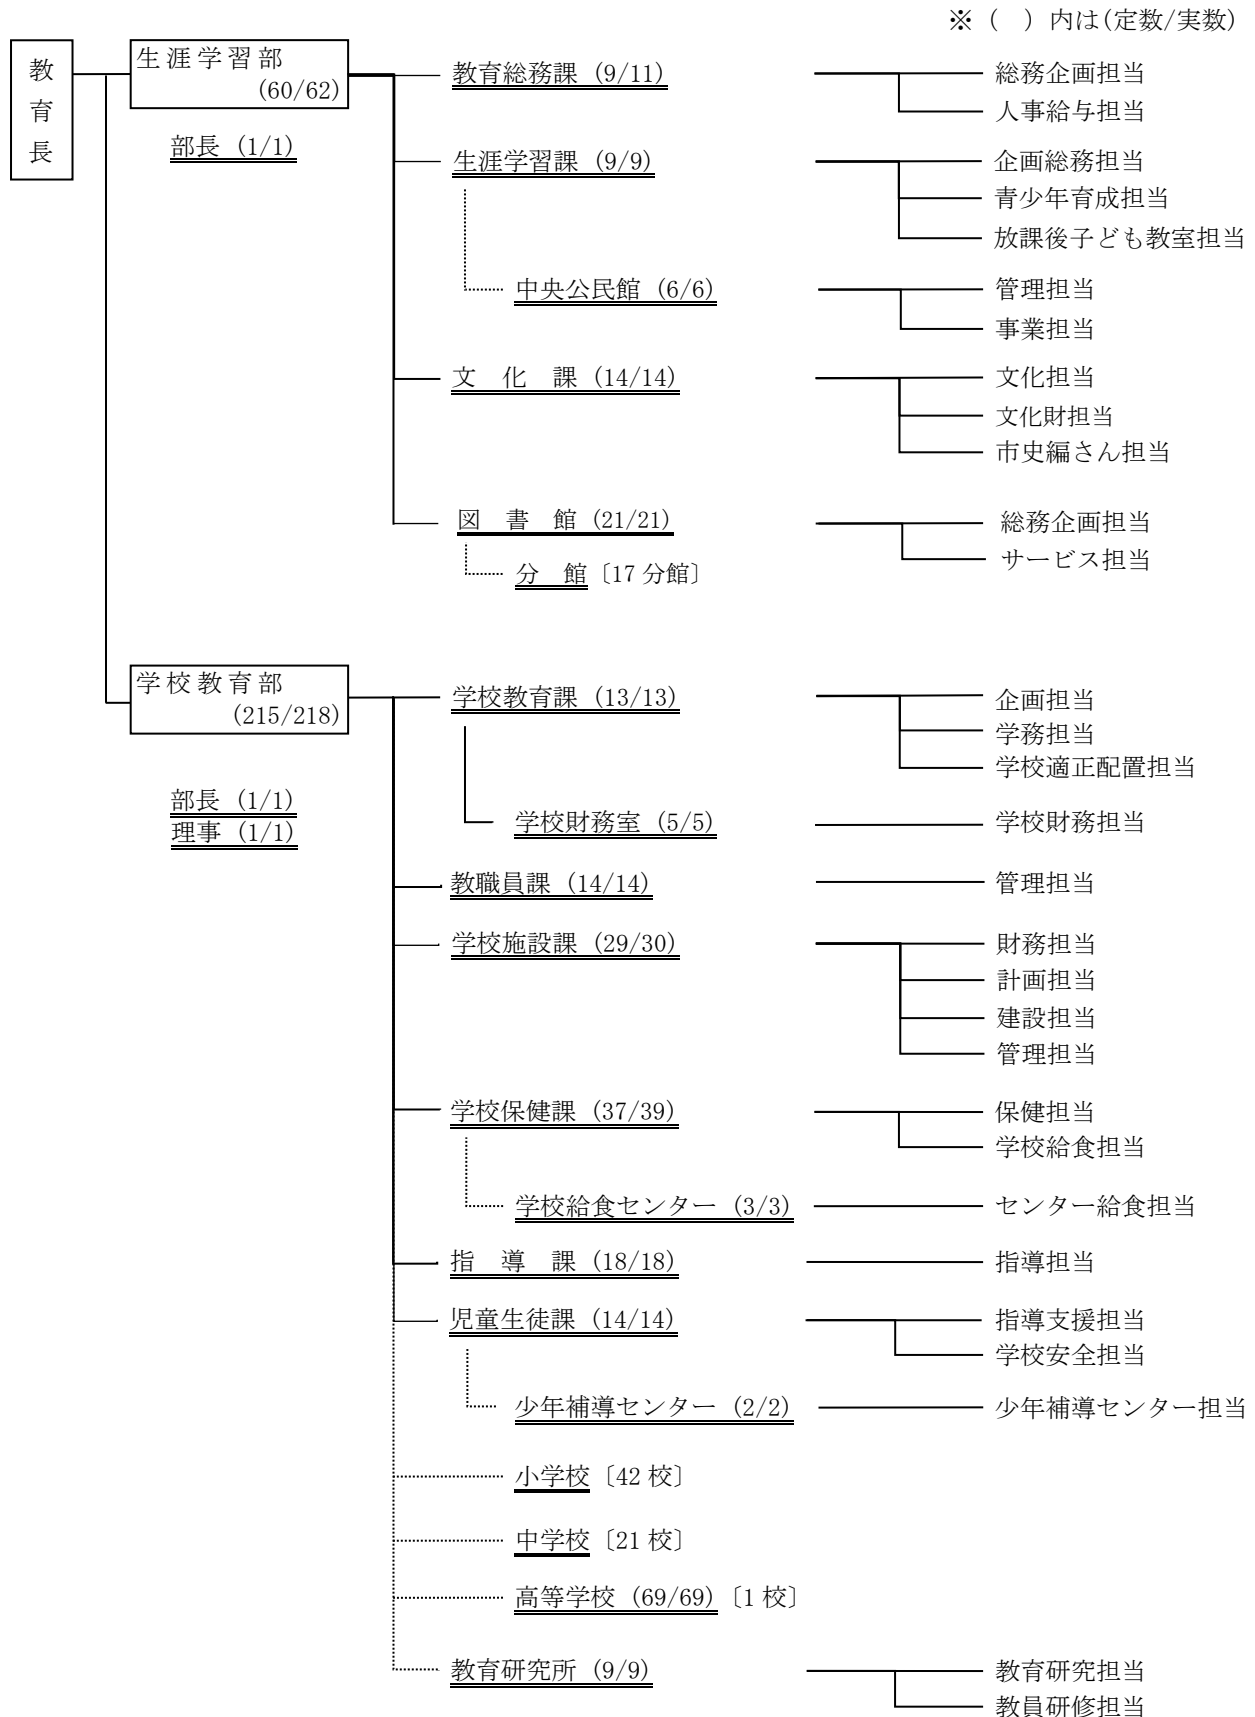 ※（　）内は(定数/実数)
教育長
生涯学習部
(60/62)
部長（1/1）
教育総務課（9/11）
総務企画担当
人事給与担当
生涯学習課（9/9）
企画総務担当
青少年育成担当
放課後子ども教室担当
中央公民館（6/6）
管理担当
事業担当
文　化　課（14/14）
文化担当
文化財担当
市史編さん担当
図　書　館（21/21）
総務企画担当
サービス担当
分　館〔17 分館〕
学校教育部
(215/218)
部長（1/1）
理事（1/1）
学校教育課（13/13）
企画担当
学務担当
学校適正配置担当
学校財務室（5/5）
学校財務担当
教職員課（14/14）
管理担当
学校施設課（29/30）
財務担当
計画担当
建設担当
管理担当
学校保健課（37/39）
保健担当
学校給食担当
学校給食センター（3/3）
センター給食担当
指　導　課（18/18）
指導担当
児童生徒課（14/14）
指導支援担当
学校安全担当
少年補導センター（2/2）
少年補導センター担当
小学校〔42 校〕
中学校〔21 校〕
高等学校（69/69）〔1 校〕
教育研究所（9/9）
教育研究担当
教員研修担当